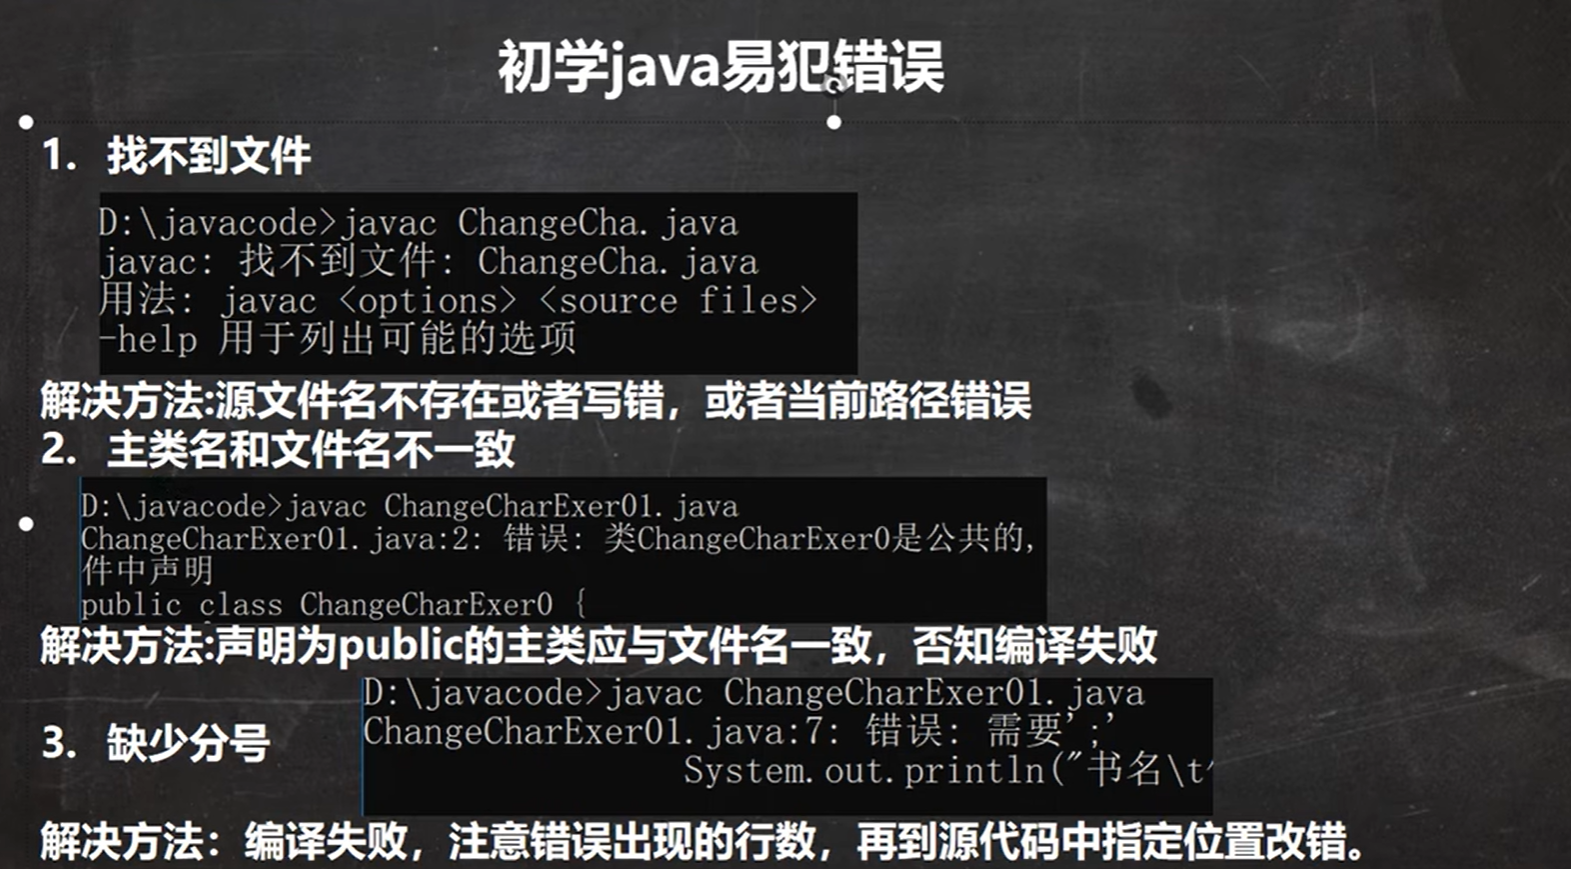 初学java易犯错误
1. 找不到文件
D:\javacode>javac ChangeCha.java
javac: 找不到文件: ChangeCha.java
用法: javac <options> <source files>
-help 用于列出可能的选项
解决方法:源文件名不存在或者写错，或者当前路径错误
2. 主类名和文件名不一致
D:\javacode>javac ChangeCharExer01.java
ChangeCharExer01.java:2: 错误: 类ChangeCharExer0是公共的,
件中声明
public class ChangeCharExer0 {
解决方法:声明为public的主类应与文件名一致，否知编译失败
D:\javacode>javac ChangeCharExer01.java
ChangeCharExer01.java:7: 错误: 需要';'
System.out.println("书名\t
3. 缺少分号
解决方法：编译失败，注意错误出现的行数，再到源代码中指定位置改错。